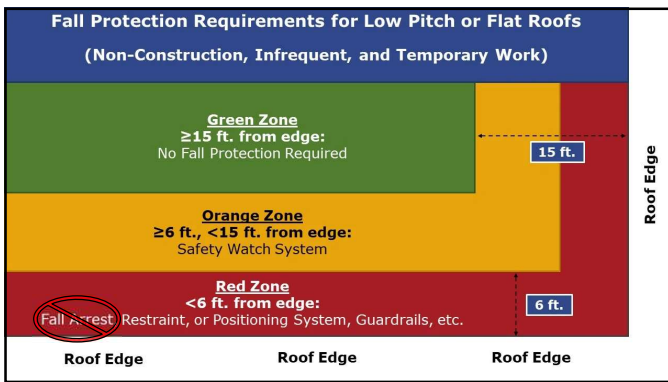 Fall Protection Requirements for Low Pitch or Flat Roofs
(Non-Construction, Infrequent, and Temporary Work)
Green Zone
≥15 ft. from edge:
No Fall Protection Required
15 ft.
Orange Zone
≥6 ft., <15 ft. from edge:
Safety Watch System
Red Zone
<6 ft. from edge:
Fall Arrest, Restraint, or Positioning System, Guardrails, etc.
6 ft.
Roof Edge
Roof Edge
Roof Edge
Roof Edge